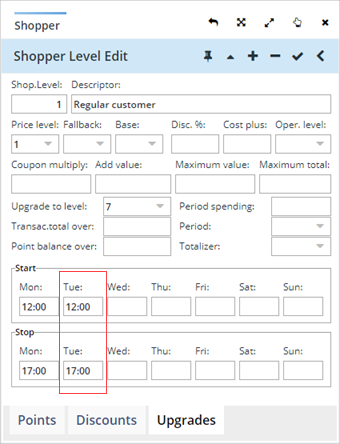 Shopper
Shopper Level Edit
Shop.Level: Descriptor:
1 Regular customer
Price level: Fallback: Base: Disc. %: Cost plus: Oper. level:
1
Coupon multiply: Add value: Maximum value: Maximum total:
Upgrade to level: 7 Period spending:
Transac.total over: Period:
Point balance over: Totalizer:
Start
Mon: Tue: Wed: Thu: Fri: Sat: Sun:
12:00 12:00
Stop
Mon: Tue: Wed: Thu: Fri: Sat: Sun:
17:00 17:00
Points Discounts Upgrades